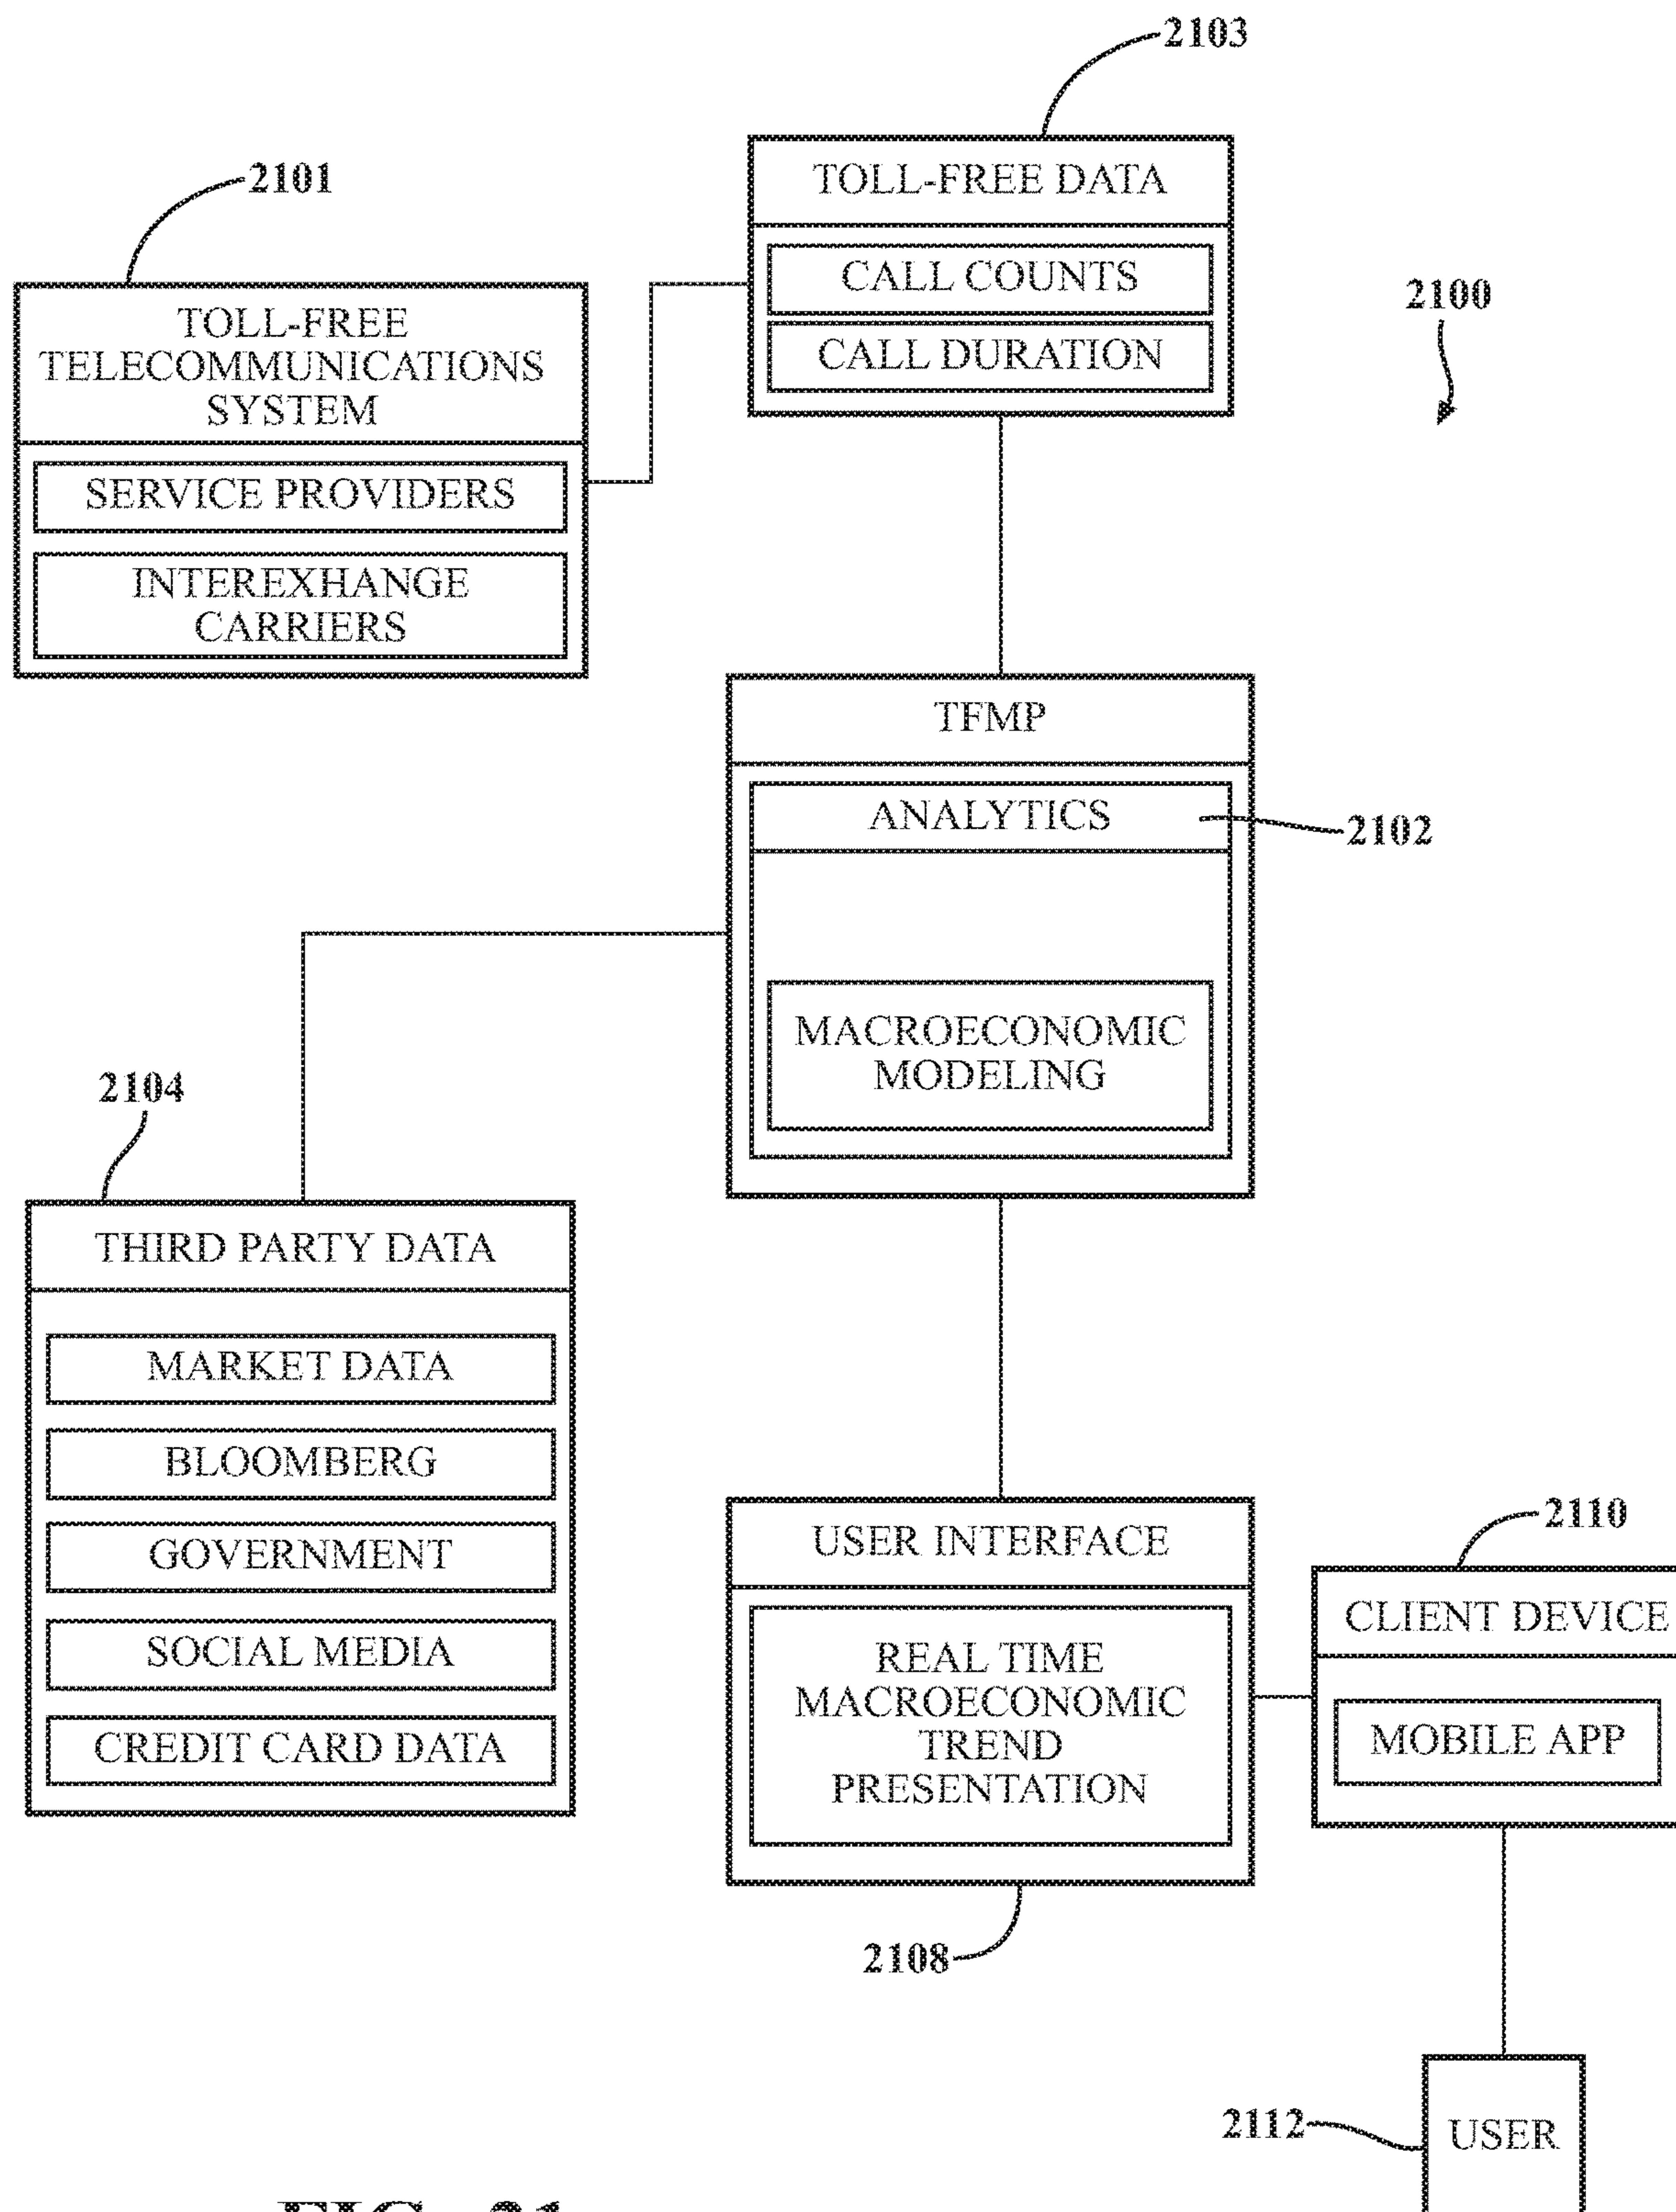 2103
2101
TOLL-FREE DATA
CALL COUNTS
CALL DURATION
2100
TOLL-FREE
TELECOMMUNICATIONS
SYSTEM
SERVICE PROVIDERS
INTEREXHANGE
CARRIERS
TFMP
ANALYTICS
2102
MACROECONOMIC
MODELING
2104
THIRD PARTY DATA
MARKET DATA
BLOOMBERG
GOVERNMENT
SOCIAL MEDIA
CREDIT CARD DATA
USER INTERFACE
REAL TIME
MACROECONOMIC
TREND
PRESENTATION
2108
2110
CLIENT DEVICE
MOBILE APP
2112
USER